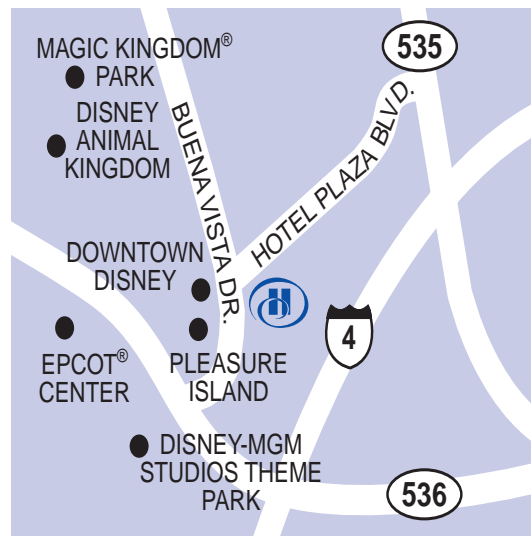 MAGIC KINGDOM®
PARK
535
DISNEY
ANIMAL
KINGDOM
BUENA VISTA DR.
HOTEL PLAZA BLVD.
DOWNTOWN
DISNEY
H
4
EPCOT®
CENTER
PLEASURE
ISLAND
DISNEY-MGM
STUDIOS THEME
PARK
536